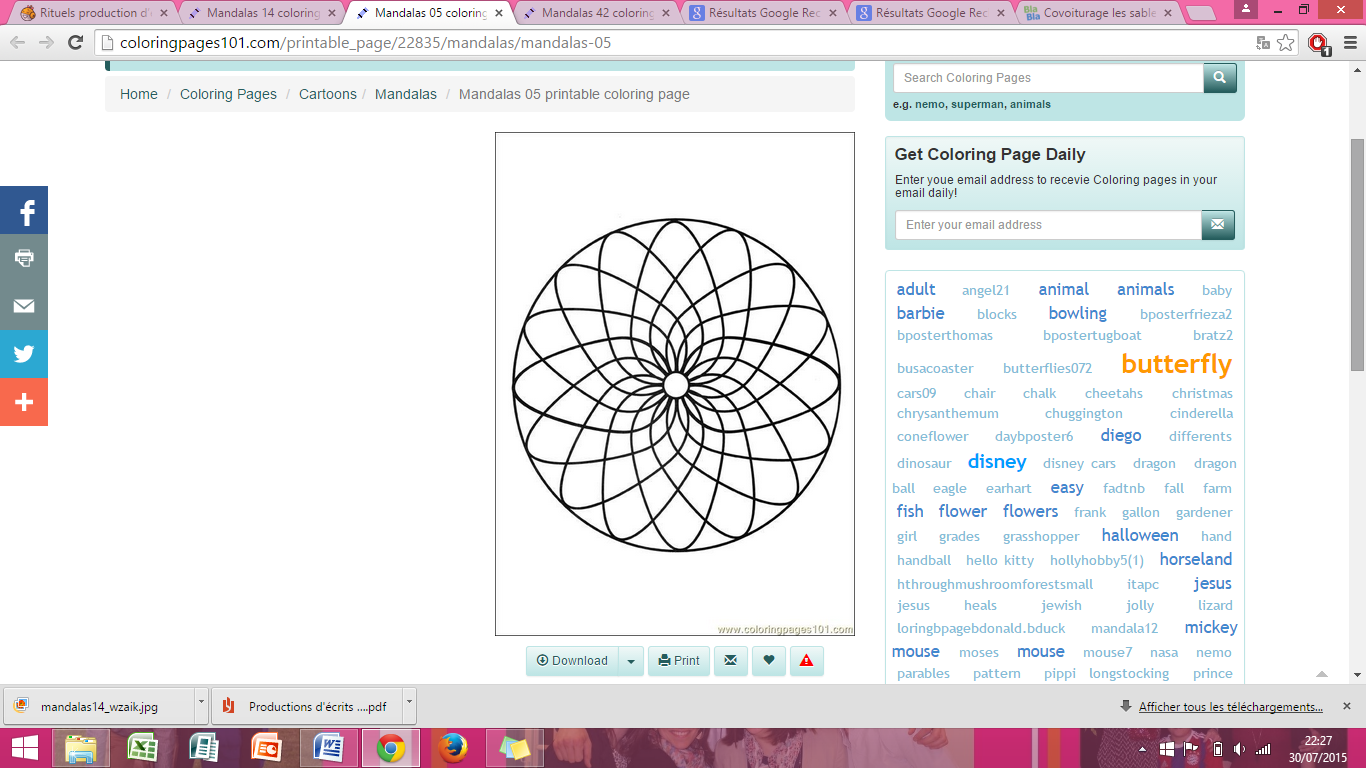 Rituels production d'
Mandalas 14 coloring
Mandalas 05 coloring
Mandalas 42 coloring
Résultats Google Rec
Résultats Google Rec
Covoiturage les sable
coloringpages101.com/printable_page/22835/mandalas/mandalas-05
Home / Coloring Pages / Cartoons / Mandalas / Mandalas 05 printable coloring page
www.coloringpages101.com
Download
Print
Search Coloring Pages
e.g. nemo, superman, animals
Get Coloring Page Daily
Enter youe email address to recevie Coloring pages in your
email daily!
Enter your email address
adult angel21 animal animals baby
barbie blocks bowling bposterfrieza2
bposterthomas bpostertugboat bratz2
busacoaster butterflies072 butterfly
cars09 chair chalk cheetahs christmas
chrysanthemum chuggington cinderella
coneflower daybposter6 diego differents
dinosaur disney disney cars dragon dragon
ball eagle earhart easy fadtnb fall farm
fish flower flowers frank gallon gardener
girl grades grasshopper halloween hand
handball hello kitty hollyhobby5(1) horseland
hthroughmushroomforestsmall itapc jesus
jesus heals jewish jolly lizard
loringbpagebdonald.bduck mandala12 mickey
mouse moses mouse mouse7 nasa nemo
parables pattern pippi longstocking prince
mandalas14_wzaik.jpg
Productions d'écrits ....pdf
Afficher tous les téléchargements...
22:27
30/07/2015